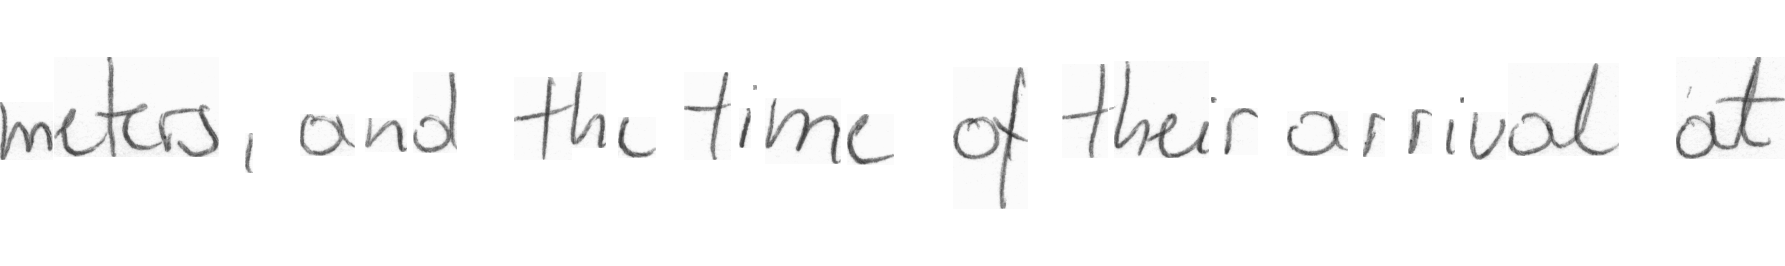 meters, and the time of their arrival at